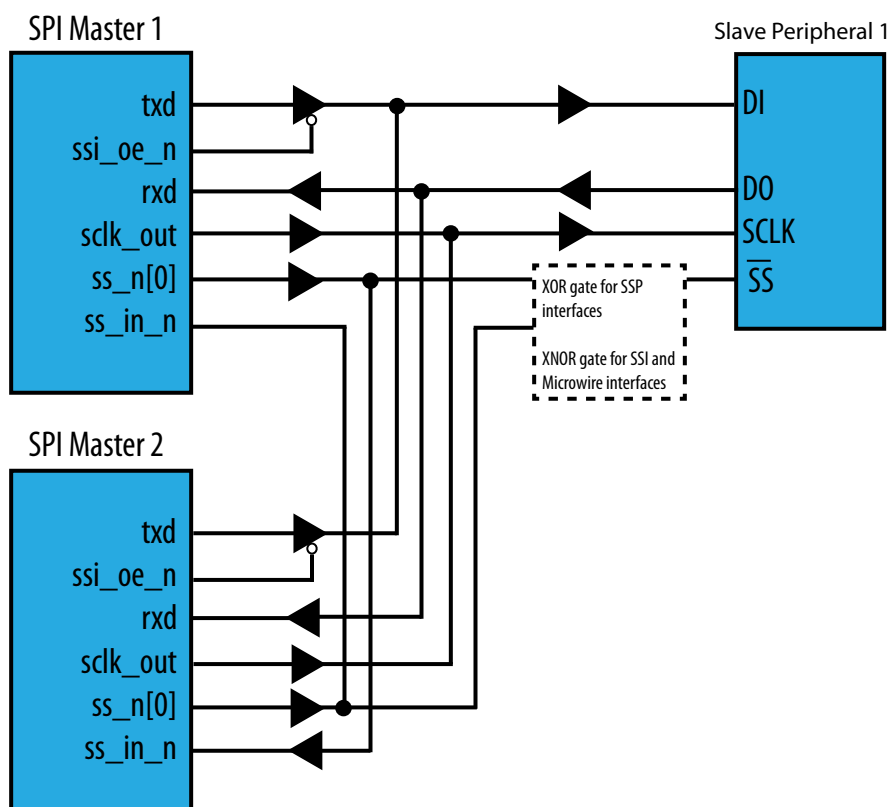 SPI Master 1
Slave Peripheral 1
txd
ssi_oe_n
rxd
sclk_out
ss_n[0]
ss_in_n
DI
DO
SCLK
SS
XOR gate for SSP
interfaces
XNOR gate for SSI and
Microwire interfaces
SPI Master 2
txd
ssi_oe_n
rxd
sclk_out
ss_n[0]
ss_in_n